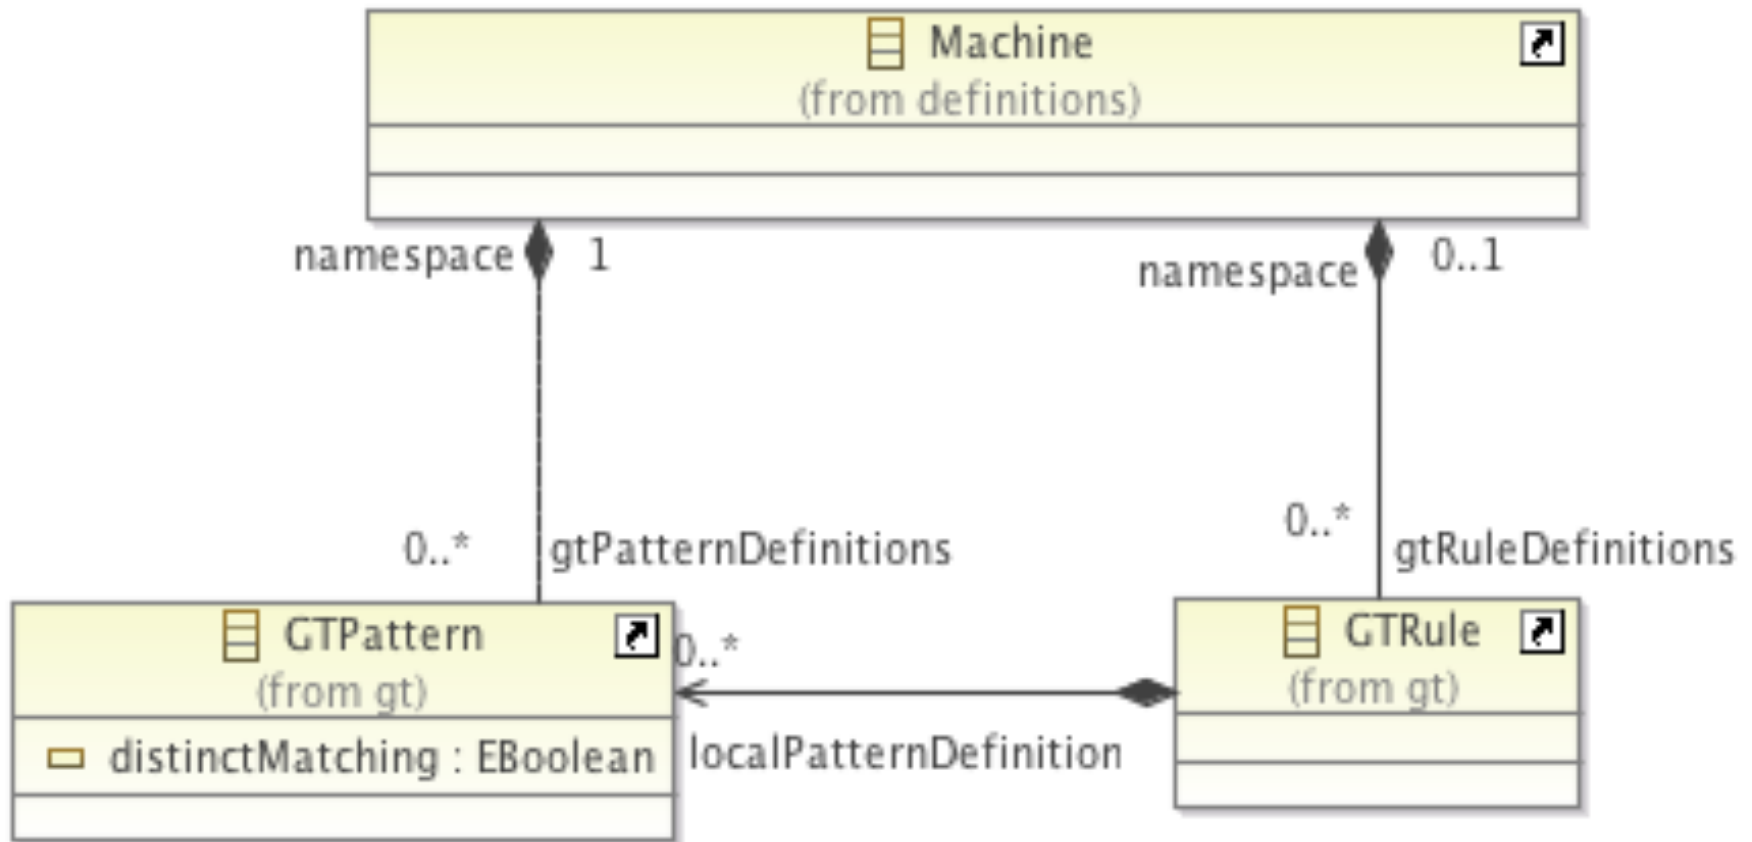 Machine
(from definitions)
namespace 1
namespace 0..1
0..* gtPatternDefinitions
0..* gtRuleDefinitions
GTPattern
(from gt)
distinctMatching : EBoolean
0..*
localPatternDefinition
GTRule
(from gt)